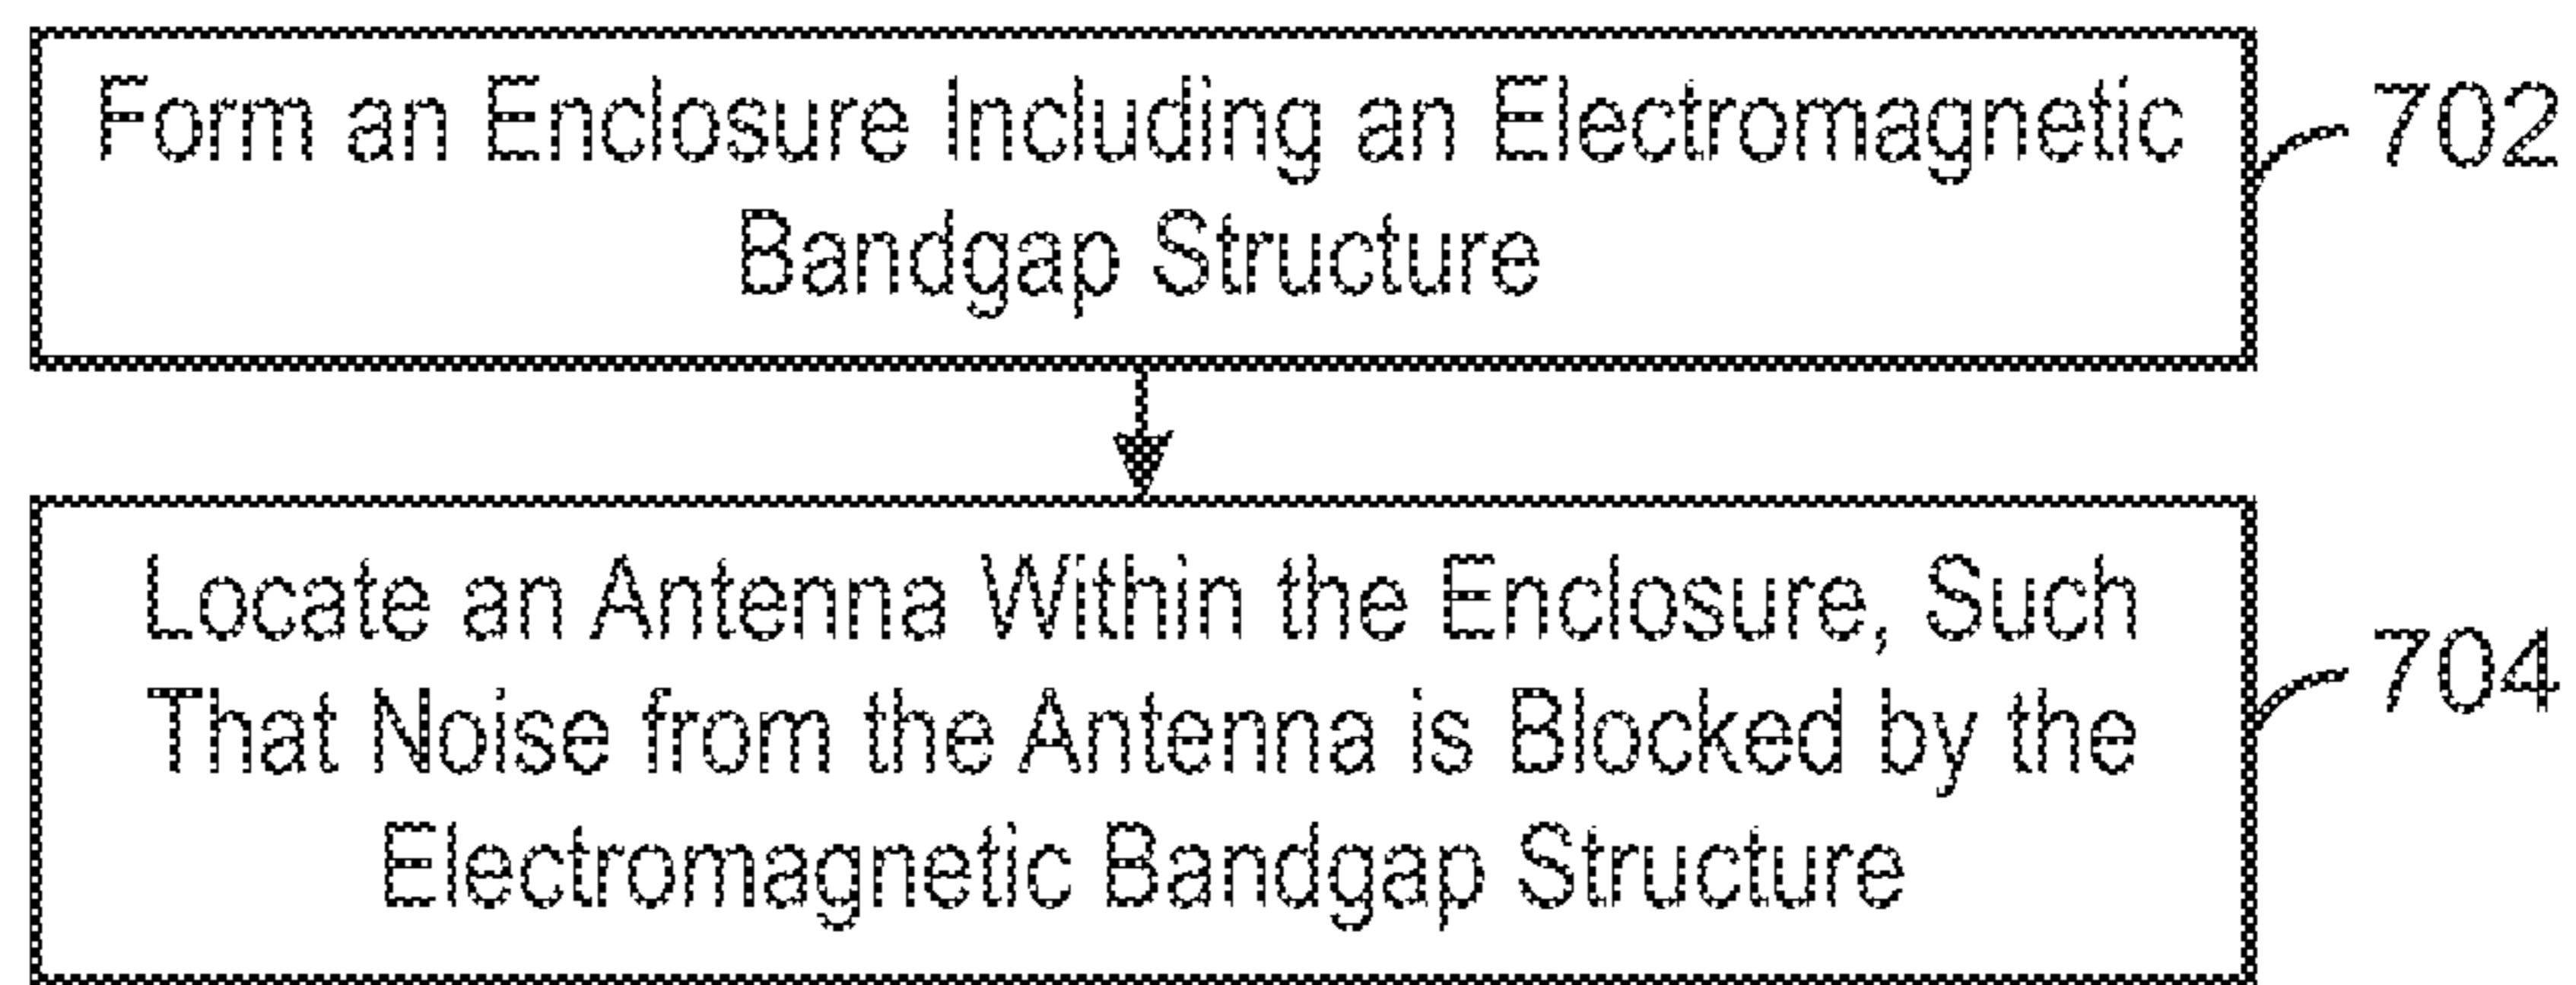 Form an Enclosure Including an Electromagnetic
Bandgap Structure
702
Locate an Antenna Within the Enclosure, Such
That Noise from the Antenna is Blocked by the
Electromagnetic Bandgap Structure
704